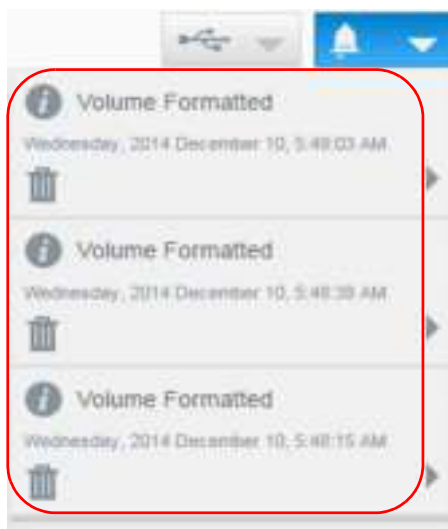 Volume Formatted
Wednesday, 2014 December 10, 5:49:03 AM
Volume Formatted
Wednesday, 2014 December 10, 5:48:39 AM
Volume Formatted
Wednesday, 2014 December 10, 5:48:15 AM